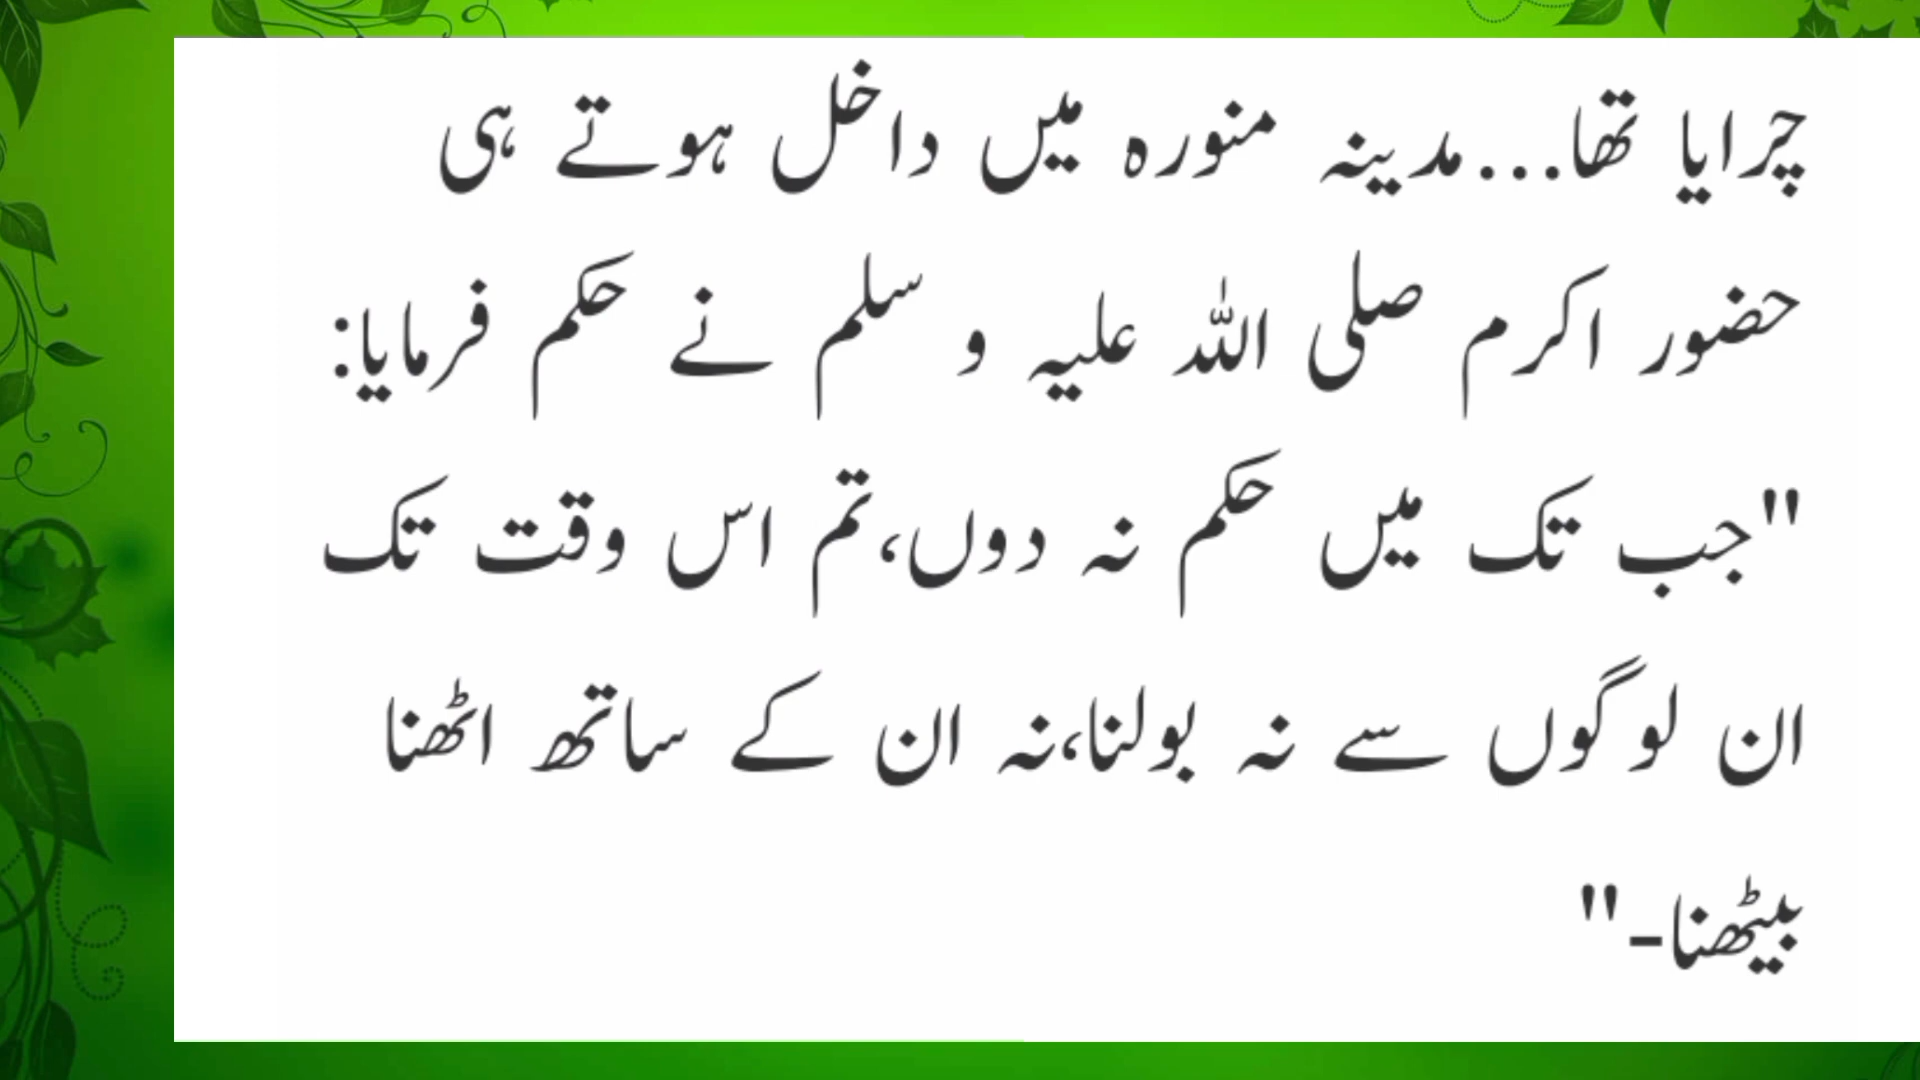 چرایا تھا...مدینہ منورہ میں داخل ہوتے ہی
حضور اکرم صلی اللہ علیہ و سلم نے حکم فرمایا:
"جب تک میں حکم نہ دوں،تم اس وقت تک
ان لوگوں سے نہ بولنا،نہ ان کے ساتھ اٹھنا
بیٹھنا-"